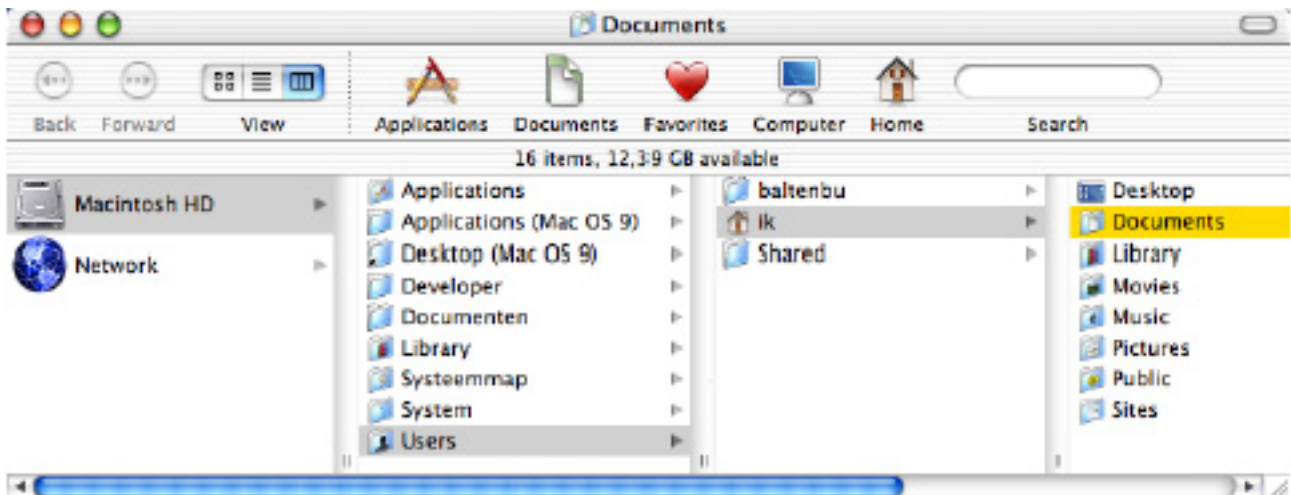 Documents
Back Forward View Applications Documents Favorites Computer Home Search
16 items, 12,39 GB available
Macintosh HD
Network
Applications
Applications (Mac OS 9)
Desktop (Mac OS 9)
Developer
Documenten
Library
Systeemmap
System
Users
baltenbu
ik
Shared
Desktop
Documents
Library
Movies
Music
Pictures
Public
Sites